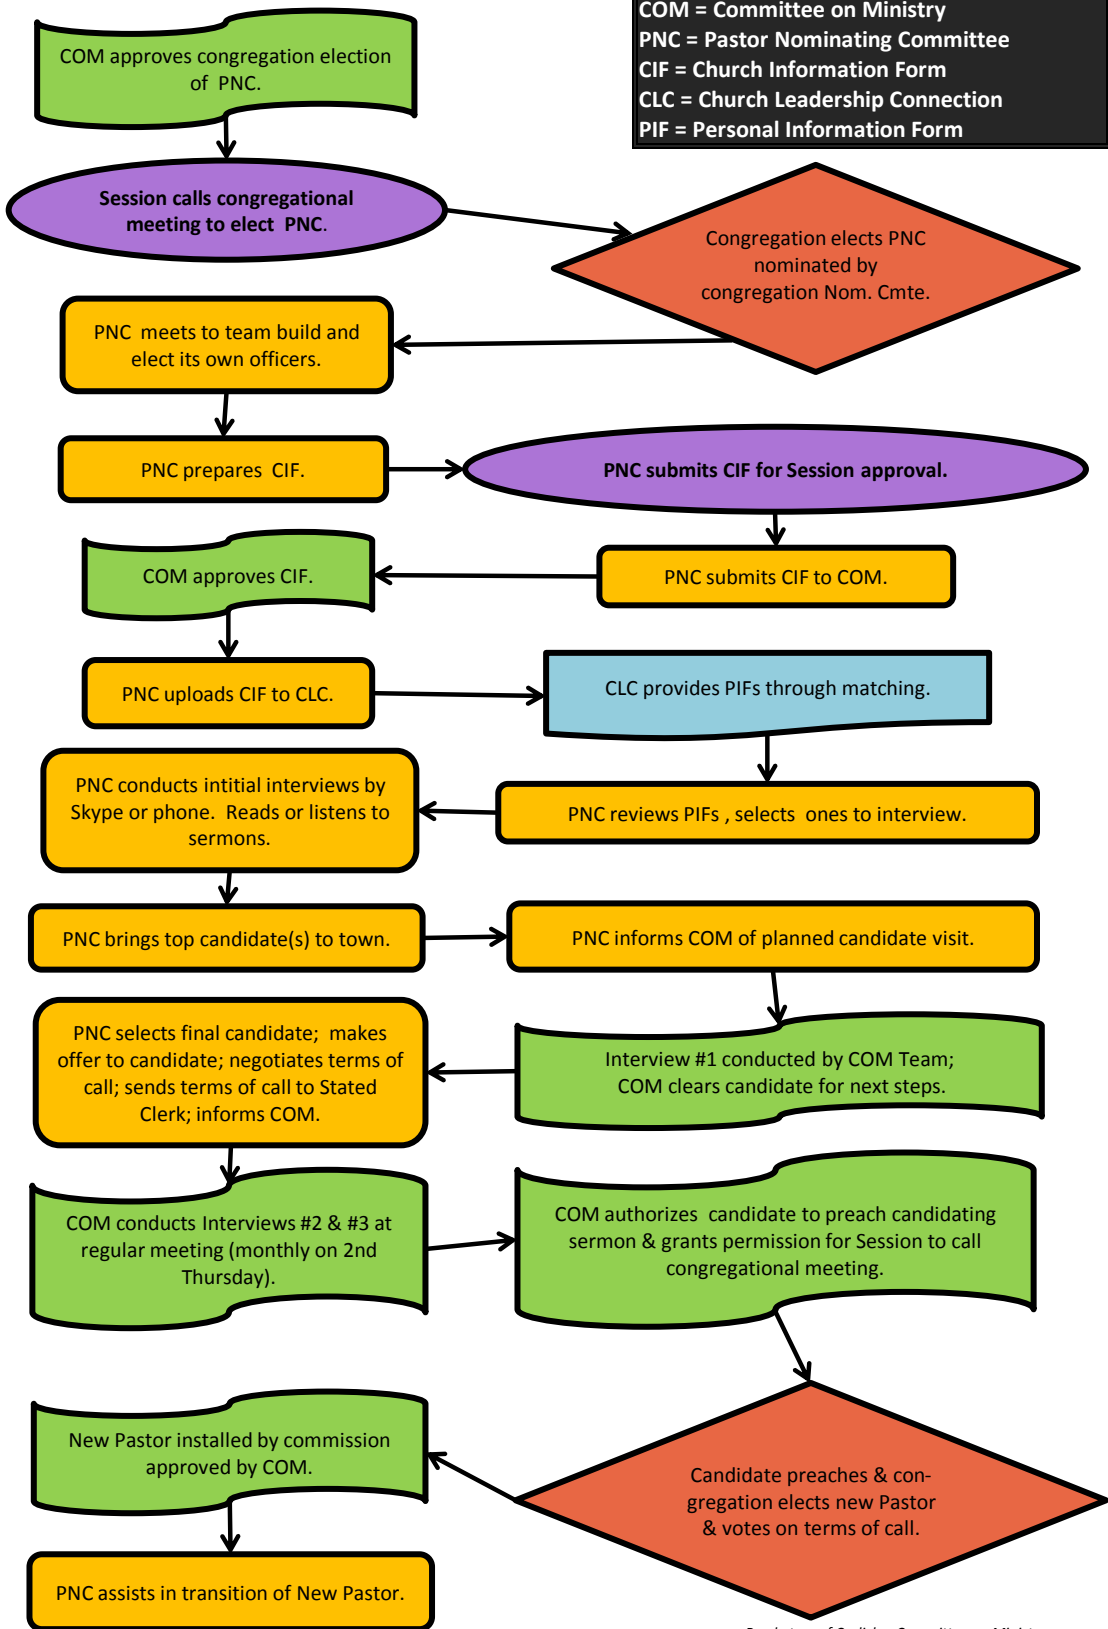 COM = Committee on Ministry
PNC = Pastor Nominating Committee
CIF = Church Information Form
CLC = Church Leadership Connection
PIF = Personal Information Form
COM approves congregation election
of PNC.
Session calls congregational
meeting to elect PNC.
Congregation elects PNC
nominated by
congregation Nom. Cmte.
PNC meets to team build and
elect its own officers.
PNC prepares CIF.
PNC submits CIF for Session approval.
PNC submits CIF to COM.
COM approves CIF.
PNC uploads CIF to CLC.
CLC provides PIFs through matching.
PNC reviews PIFs , selects ones to interview.
PNC conducts intitial interviews by
Skype or phone. Reads or listens to
sermons.
PNC brings top candidate(s) to town.
PNC informs COM of planned candidate visit.
Interview #1 conducted by COM Team;
COM clears candidate for next steps.
PNC selects final candidate; makes
offer to candidate; negotiates terms of
call; sends terms of call to Stated
Clerk; informs COM.
COM conducts Interviews #2 & #3 at
regular meeting (monthly on 2nd
Thursday).
COM authorizes candidate to preach candidating
sermon & grants permission for Session to call
congregational meeting.
Candidate preaches & con-
gregation elects new Pastor
& votes on terms of call.
New Pastor installed by commission
approved by COM.
PNC assists in transition of New Pastor.